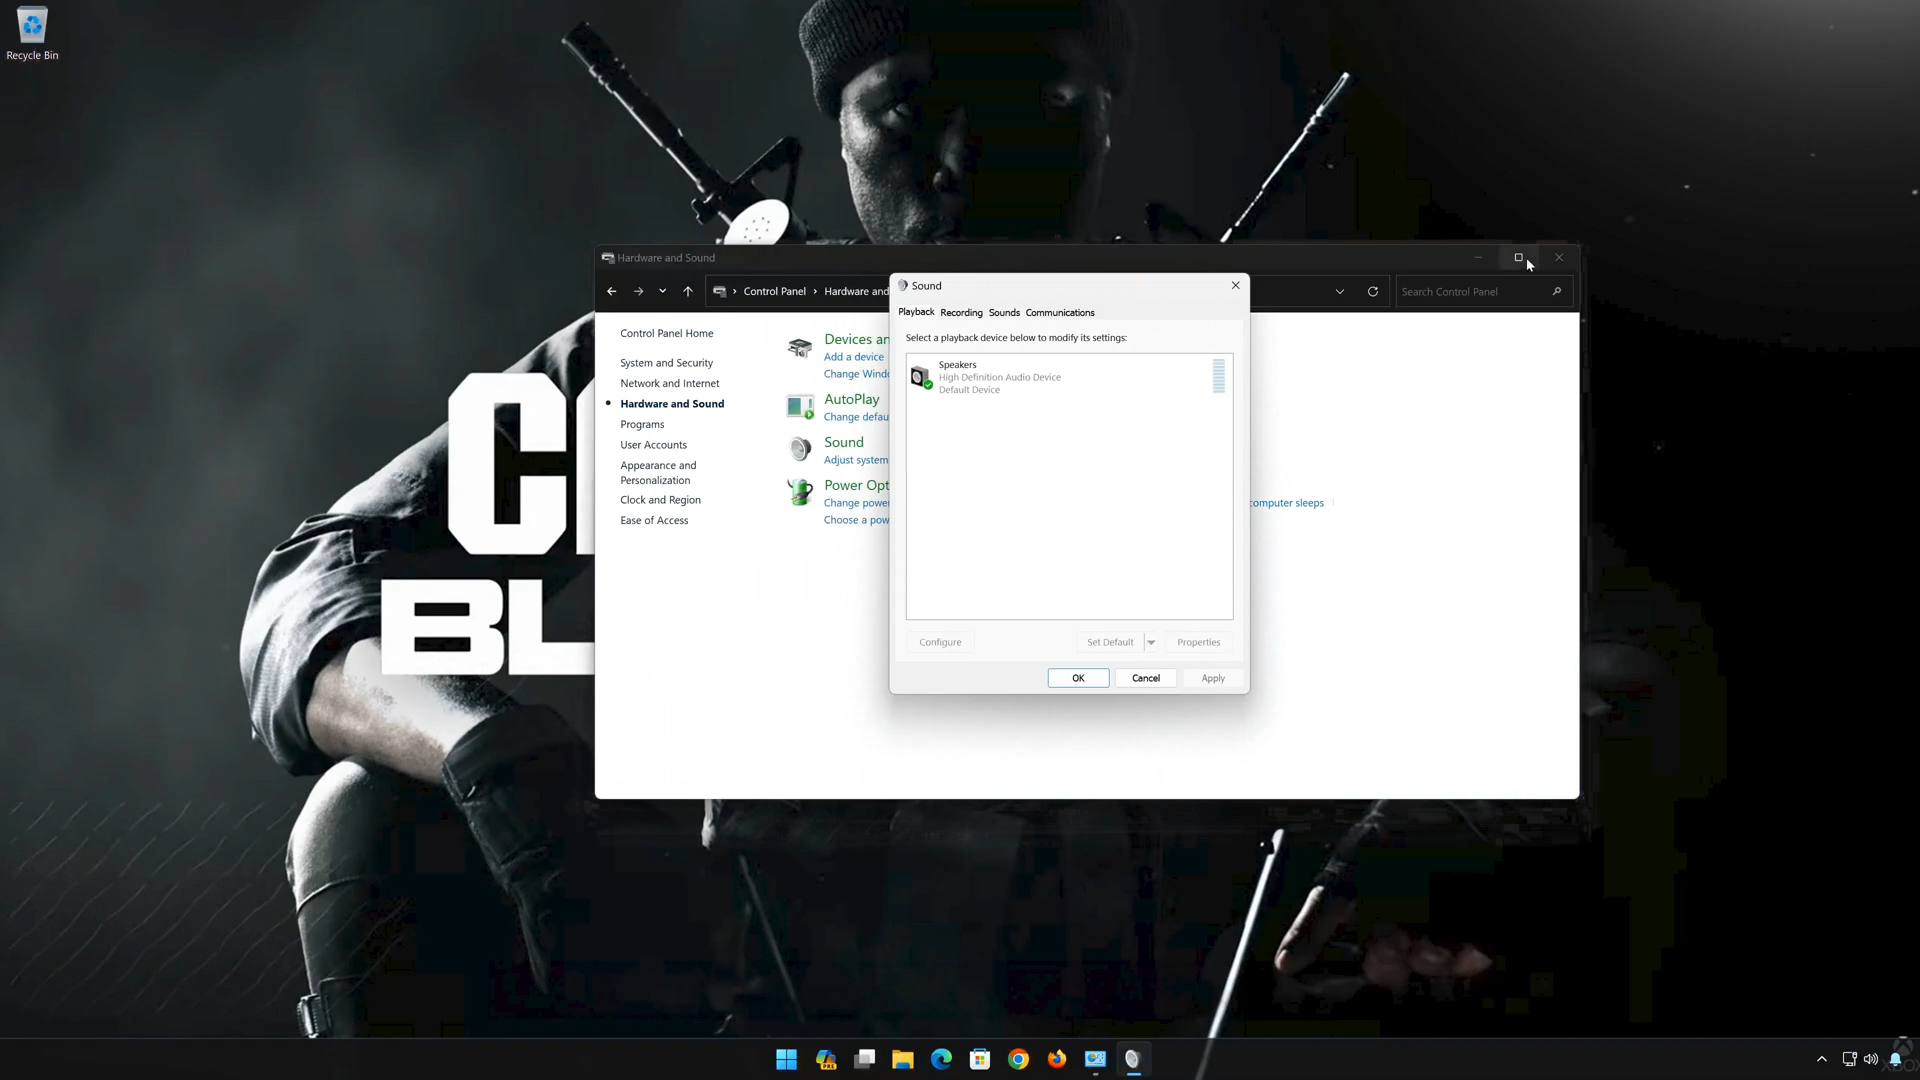 Recycle Bin
Hardware and Sound
Control Panel
Hardware and
Search Control Panel
Control Panel Home
System and Security
Network and Internet
Hardware and Sound
Programs
User Accounts
Appearance and
Personalization
Clock and Region
Ease of Access
Devices an
Add a device
Change Windo
AutoPlay
Change defau
Sound
Adjust system
Power Opt
Change power
computer sleeps
Choose a pow
Sound
Playback Recording Sounds Communications
Select a playback device below to modify its settings:
Speakers
High Definition Audio Device
Default Device
Configure
Set Default
Properties
OK
Cancel
Apply
BL
PRE
XBOX